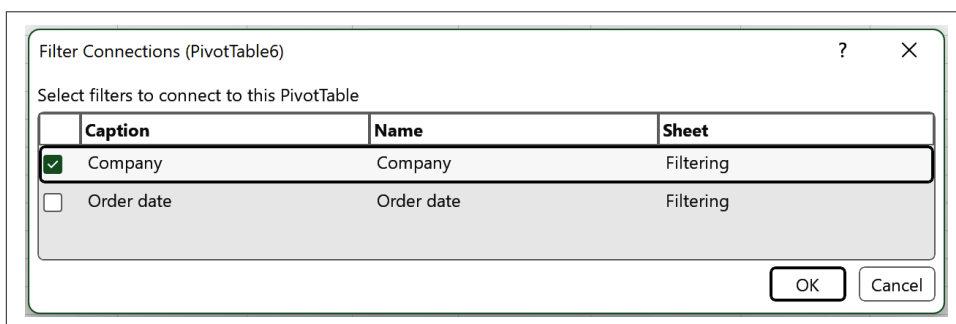 Filter Connections (PivotTable6) ?
Select filters to connect to this PivotTable
Caption Name Sheet
Company Company Filtering
Order date Order date Filtering
OK Cancel